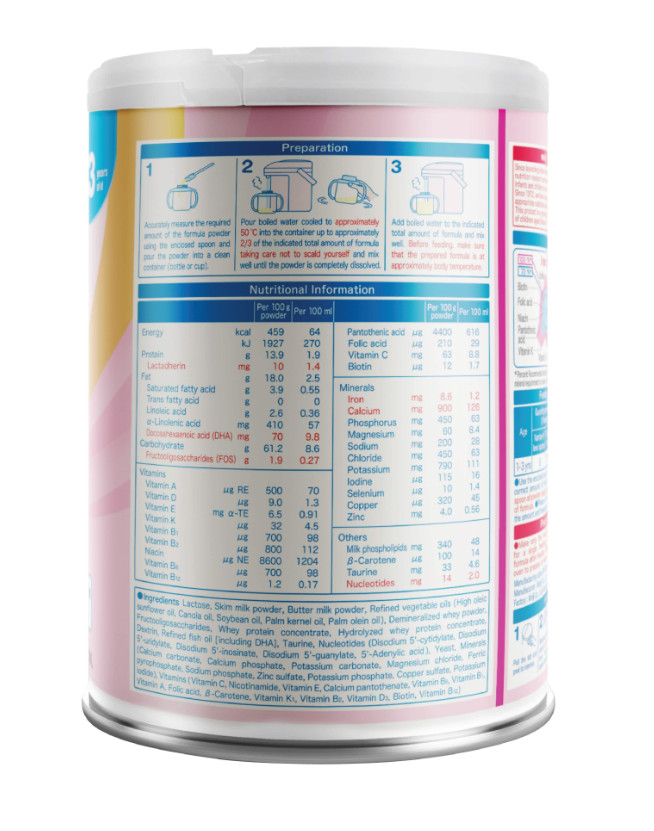 3 years old
Preparation
1
Accurately measure the required
amount of the formula powder
using the enclosed spoon and
pour the powder into a clean
container (bottle or cup).
2
Pour boiled water cooled to approximately
50 °C into the container up to approximately
2/3 of the indicated total amount of formula
taking care not to scald yourself and mix
well until the powder is completely dissolved.
3
Add boiled water to the indicated
total amount of formula and mix
well. Before feeding, make sure
that the prepared formula is at
approximately body temperature.
Nutritional Information
Per 100 g powder Per 100 ml
Energy kcal 459 64
kJ 1927 270
Protein g 13.9 1.9
Lactadherin mg 10 1.4
Fat g 18.0 2.5
Saturated fatty acid g 3.9 0.55
Trans fatty acid g 0 0
Linoleic acid g 2.6 0.36
α-Linolenic acid mg 410 57
Docosahexaenoic acid (DHA) mg 70 9.8
Carbohydrate g 61.2 8.6
Fructooligosaccharides (FOS) g 1.9 0.27
Vitamins
Vitamin A μg RE 500 70
Vitamin D μg 9.0 1.3
Vitamin E mg α-TE 6.5 0.91
Vitamin K μg 32 4.5
Vitamin B₁ μg 700 98
Vitamin B₂ μg 800 112
Niacin μg NE 8600 1204
Vitamin B₆ μg 700 98
Vitamin B₁₂ μg 1.2 0.17
Per 100 g powder Per 100 ml
Pantothenic acid μg 4400 616
Folic acid μg 210 29
Vitamin C mg 63 8.8
Biotin μg 12 1.7
Minerals
Iron mg 8.6 1.2
Calcium mg 900 126
Phosphorus mg 450 63
Magnesium mg 60 8.4
Sodium mg 200 28
Chloride mg 450 63
Potassium mg 790 111
Iodine μg 115 16
Selenium μg 10 1.4
Copper μg 320 45
Zinc mg 4.0 0.56
Others
Milk phospholipids mg 340 48
β-Carotene μg 100 14
Taurine mg 33 4.6
Nucleotides mg 14 2.0
●Ingredients Lactose, Skim milk powder, Butter milk powder, Refined vegetable oils (High oleic
sunflower oil, Canola oil, Soybean oil, Palm kernel oil, Palm olein oil), Demineralized whey powder,
Fructooligosaccharides, Whey protein concentrate, Hydrolyzed whey protein concentrate,
Dextrin, Refined fish oil [including DHA], Taurine, Nucleotides (Disodium 5'-cytidylate, Disodium
5'-uridylate, Disodium 5'-inosinate, Disodium 5'-guanylate, 5'-Adenylic acid), Yeast, Minerals
(Calcium carbonate, Calcium phosphate, Potassium carbonate, Magnesium chloride, Ferric
pyrophosphate, Sodium phosphate, Zinc sulfate, Potassium phosphate, Copper sulfate, Potassium
iodide), Vitamins (Vitamin C, Nicotinamide, Vitamin E, Calcium pantothenate, Vitamin B₆, Vitamin B₁,
Vitamin A, Folic acid, β-Carotene, Vitamin K₁, Vitamin B₂, Vitamin D₃, Biotin, Vitamin B₁₂)
Biotin
Folic acid
Niacin
Pantothenic
acid
Age
1-3 yrs
1